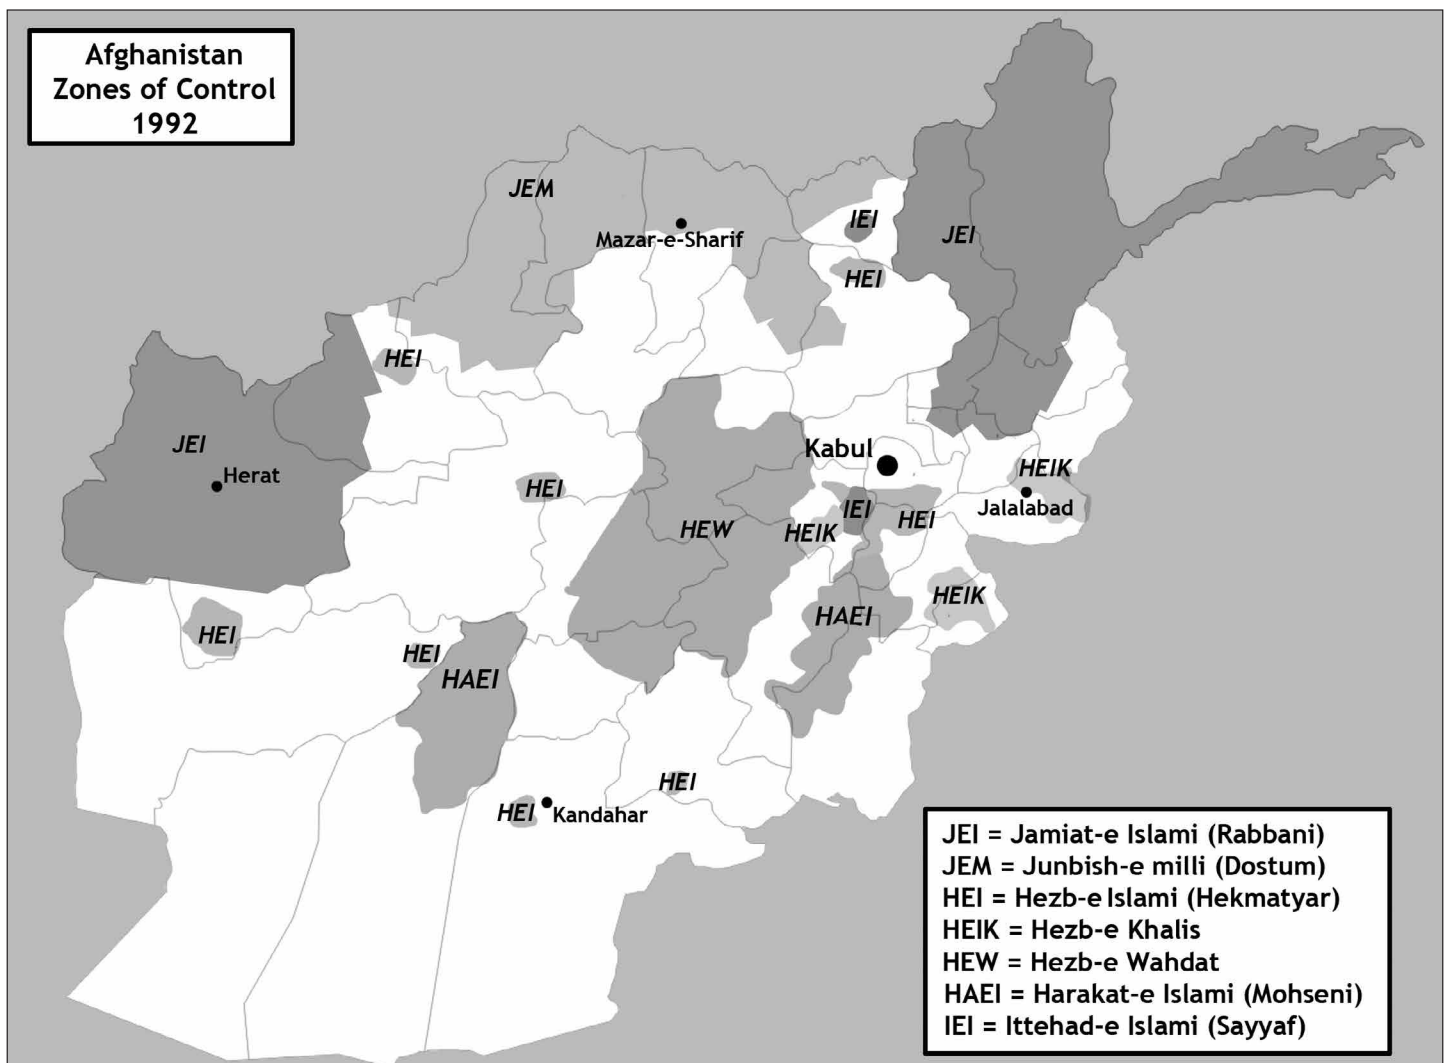 Afghanistan
Zones of Control
1992
JEM
IEI
Mazar-e-Sharif
JEI
HEI
HEI
JEI
Kabul
Herat
HEIK
HEI
Jalalabad
IEI
HEI
HEW
HEIK
HEIK
HAEI
HEI
HEI
HAEI
HEI
HEI
Kandahar
JEI = Jamiat-e Islami (Rabbani)
JEM = Junbish-e milli (Dostum)
HEI = Hezb-e Islami (Hekmatyar)
HEIK = Hezb-e Khalis
HEW = Hezb-e Wahdat
HAEI = Harakat-e Islami (Mohseni)
IEI = Ittehad-e Islami (Sayyaf)